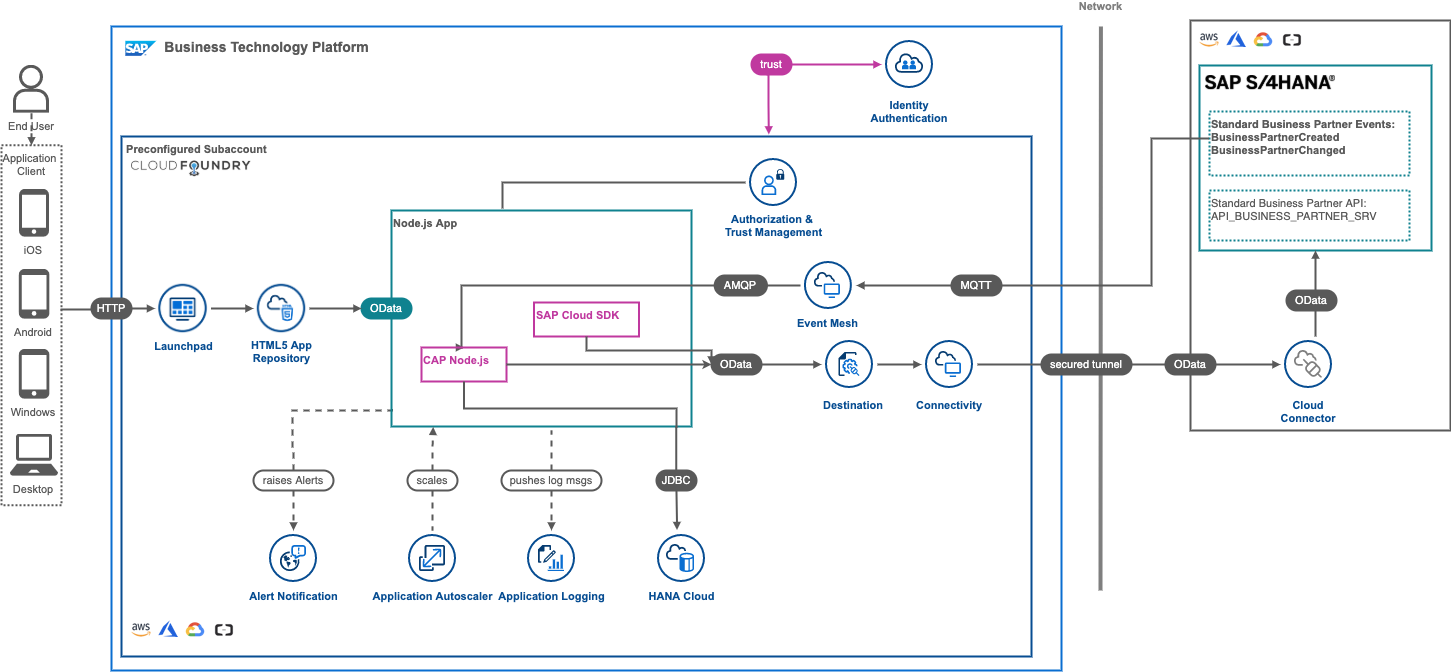 Network
SAP
Business Technology Platform
trust
Identity
Authentication
End User
Application
Client
iOS
Android
Windows
Desktop
HTTP
Preconfigured Subaccount
CLOUDFOUNDRY
Authorization &
Trust Management
Node.js App
Launchpad
HTML5 App
Repository
OData
SAP Cloud SDK
CAP Node.js
AMQP
Event Mesh
MQTT
OData
Destination
Connectivity
secured tunnel
OData
raises Alerts
scales
pushes log msgs
JDBC
Alert Notification
Application Autoscaler
Application Logging
HANA Cloud
aws
aws
SAP S/4HANA®
Standard Business Partner Events:
BusinessPartnerCreated
BusinessPartnerChanged
Standard Business Partner API:
API_BUSINESS_PARTNER_SRV
OData
Cloud
Connector